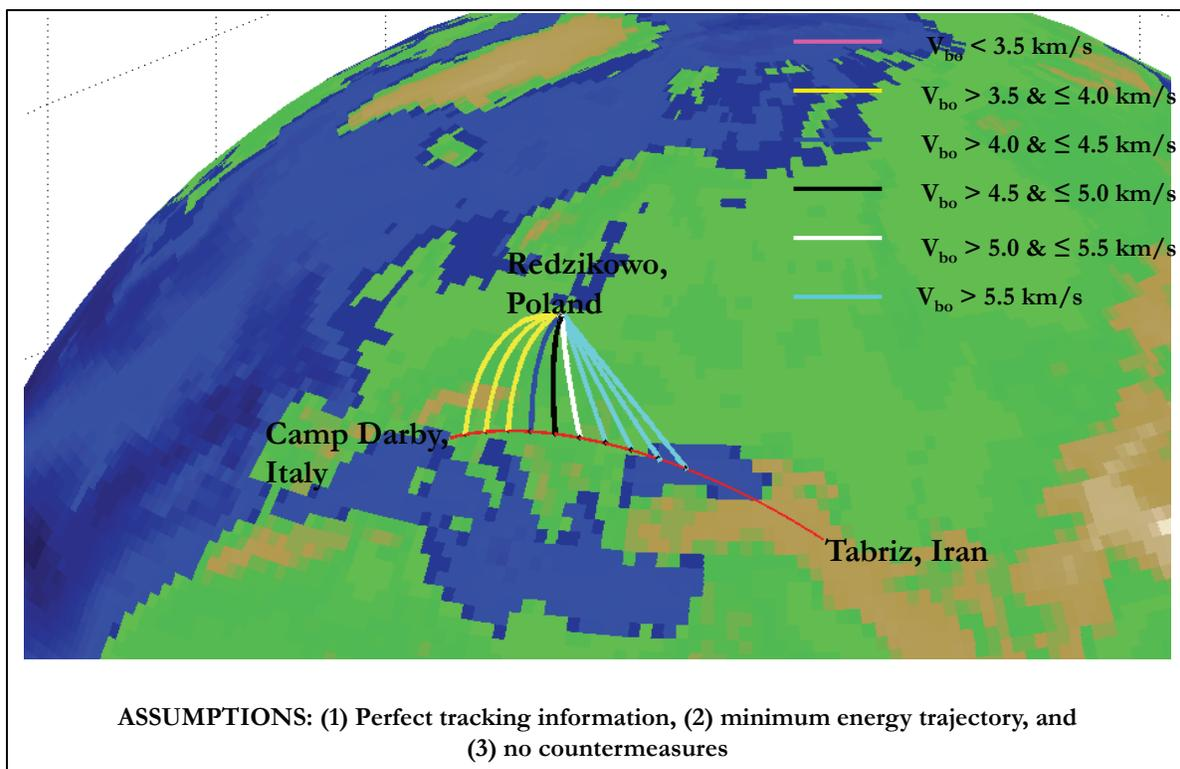 V_bo < 3.5 km/s
V_bo > 3.5 & ≤ 4.0 km/s
V_bo > 4.0 & ≤ 4.5 km/s
V_bo > 4.5 & ≤ 5.0 km/s
V_bo > 5.0 & ≤ 5.5 km/s
V_bo > 5.5 km/s
Redzikowo,
Poland
Camp Darby,
Italy
Tabriz, Iran
ASSUMPTIONS: (1) Perfect tracking information, (2) minimum energy trajectory, and
(3) no countermeasures